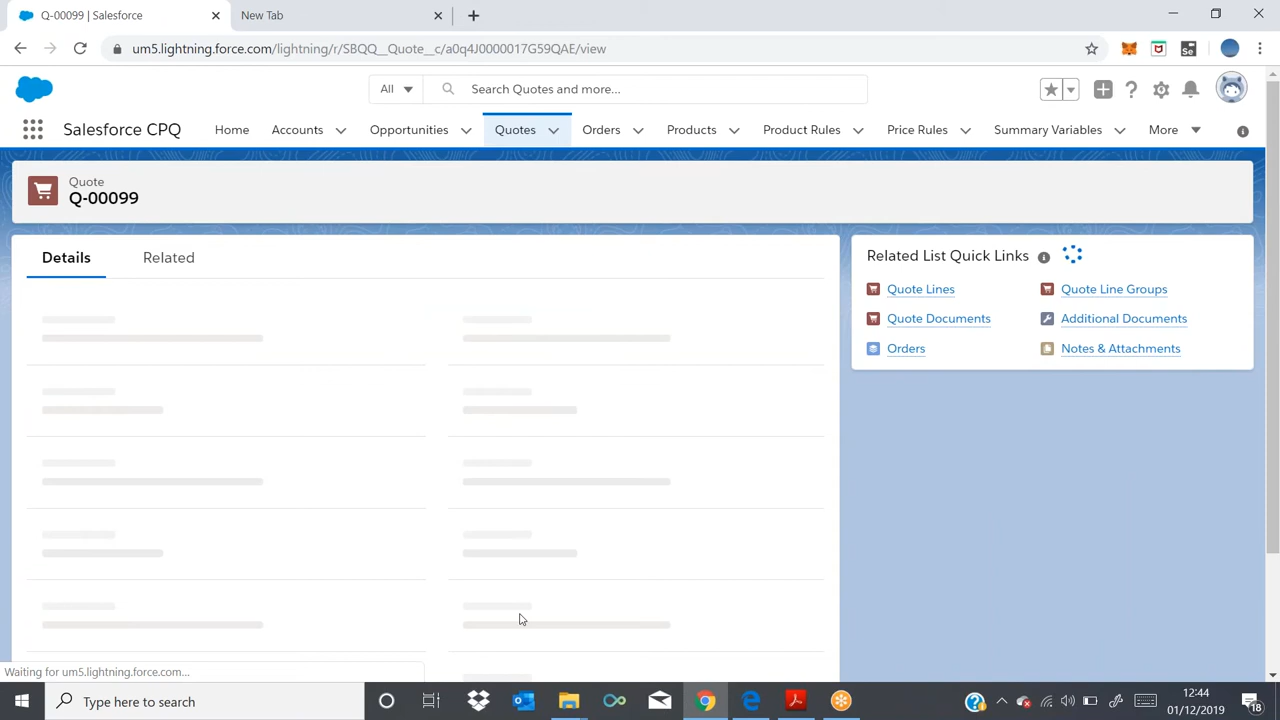 Q-00099 | Salesforce
New Tab
um5.lightning.force.com/lightning/r/SBQQ__Quote__c/a0q4J0000017G59QAE/view
Se
All
Search Quotes and more...
Salesforce CPQ
Home
Accounts
Opportunities
Quotes
Orders
Products
Product Rules
Price Rules
Summary Variables
More
Quote
Q-00099
Details
Related
Related List Quick Links
Quote Lines
Quote Line Groups
Quote Documents
Additional Documents
Orders
Notes & Attachments
Waiting for um5.lightning.force.com...
Type here to search
12:44
01/12/2019
18